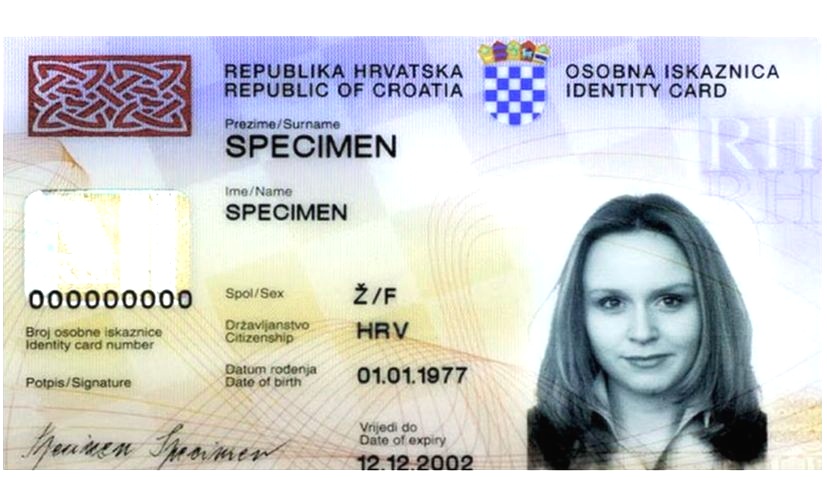 REPUBLIKA HRVATSKA
REPUBLIC OF CROATIA
OSOBNA ISKAZNICA
IDENTITY CARD
Prezime/Surname
SPECIMEN
RH
RH
Ime/Name
SPECIMEN
000000000
Broj osobne iskaznice
Identity card number
Potpis/Signature
Specimen Specimen
Spol/Sex
Ž/F
Državljanstvo
Citizenship
HRV
Datum rođenja
Date of birth
01.01.1977
Vrijedi do
Date of expiry
12.12.2002